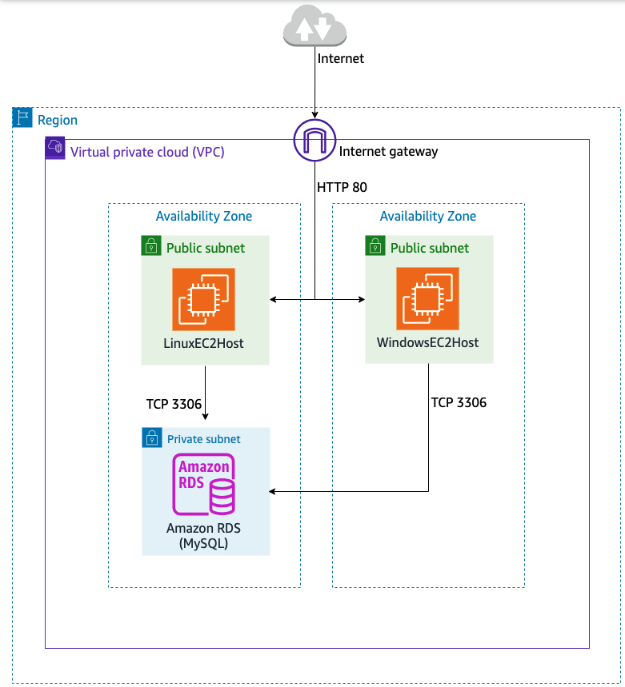 Internet
Region
Virtual private cloud (VPC)
Internet gateway
HTTP 80
Availability Zone
Availability Zone
Public subnet
Public subnet
LinuxEC2Host
WindowsEC2Host
TCP 3306
TCP 3306
Private subnet
Amazon
RDS
Amazon RDS
(MySQL)